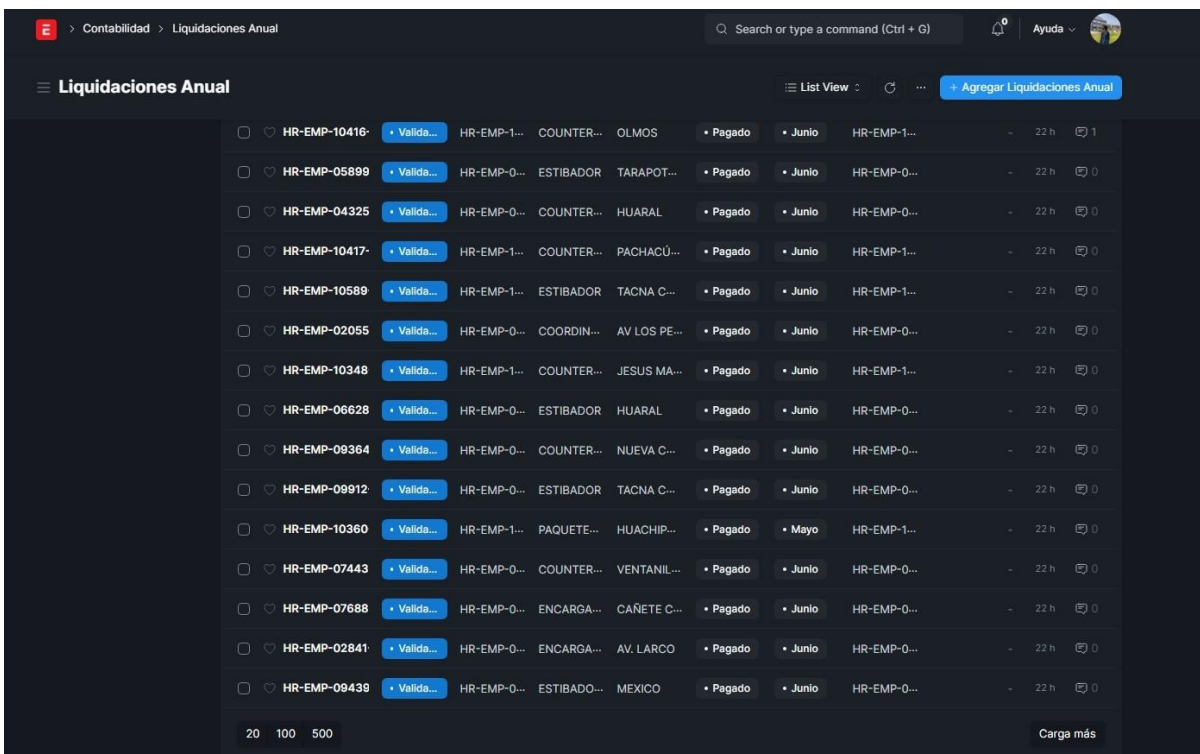 E > Contabilidad > Liquidaciones Anual Search or type a command (Ctrl + G) 0 Ayuda
Liquidaciones Anual List View ... + Agregar Liquidaciones Anual
HR-EMP-10416- • Valida... HR-EMP-1... COUNTER... OLMOS • Pagado • Junio HR-EMP-1... - 22 h 1
HR-EMP-05899 • Valida... HR-EMP-0... ESTIBADOR TARAPOT... • Pagado • Junio HR-EMP-0... - 22 h 0
HR-EMP-04325 • Valida... HR-EMP-0... COUNTER... HUARAL • Pagado • Junio HR-EMP-0... - 22 h 0
HR-EMP-10417- • Valida... HR-EMP-1... COUNTER... PACHACÚ... • Pagado • Junio HR-EMP-1... - 22 h 0
HR-EMP-10589 • Valida... HR-EMP-1... ESTIBADOR TACNA C... • Pagado • Junio HR-EMP-1... - 22 h 0
HR-EMP-02055 • Valida... HR-EMP-0... COORDIN... AV LOS PE... • Pagado • Junio HR-EMP-0... - 22 h 0
HR-EMP-10348 • Valida... HR-EMP-1... COUNTER... JESUS MA... • Pagado • Junio HR-EMP-1... - 22 h 0
HR-EMP-06628 • Valida... HR-EMP-0... ESTIBADOR HUARAL • Pagado • Junio HR-EMP-0... - 22 h 0
HR-EMP-09364 • Valida... HR-EMP-0... COUNTER... NUEVA C... • Pagado • Junio HR-EMP-0... - 22 h 0
HR-EMP-09912- • Valida... HR-EMP-0... ESTIBADOR TACNA C... • Pagado • Junio HR-EMP-0... - 22 h 0
HR-EMP-10360 • Valida... HR-EMP-1... PAQUETE... HUACHIP... • Pagado • Mayo HR-EMP-1... - 22 h 0
HR-EMP-07443 • Valida... HR-EMP-0... COUNTER... VENTANIL... • Pagado • Junio HR-EMP-0... - 22 h 0
HR-EMP-07688 • Valida... HR-EMP-0... ENCARGA... CAÑETE C... • Pagado • Junio HR-EMP-0... - 22 h 0
HR-EMP-02841- • Valida... HR-EMP-0... ENCARGA... AV. LARCO • Pagado • Junio HR-EMP-0... - 22 h 0
HR-EMP-09439 • Valida... HR-EMP-0... ESTIBADO... MEXICO • Pagado • Junio HR-EMP-0... - 22 h 0
20 100 500 Carga más